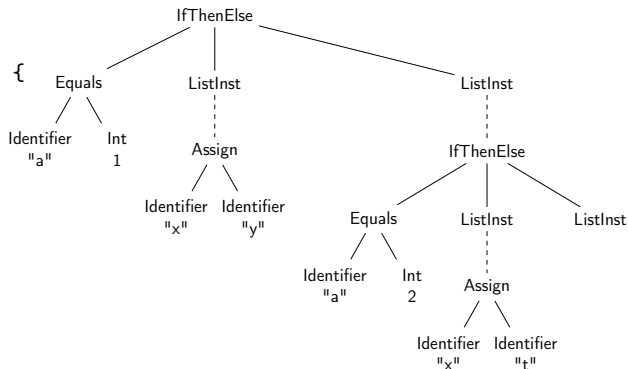 IfThenElse
{
Equals ListInst ListInst
Identifier Int
"a" 1
Assign IfThenElse
Identifier Identifier
"x" "y"
Equals ListInst ListInst
Identifier Int
"a" 2
Assign
Identifier Identifier
"x" "t"